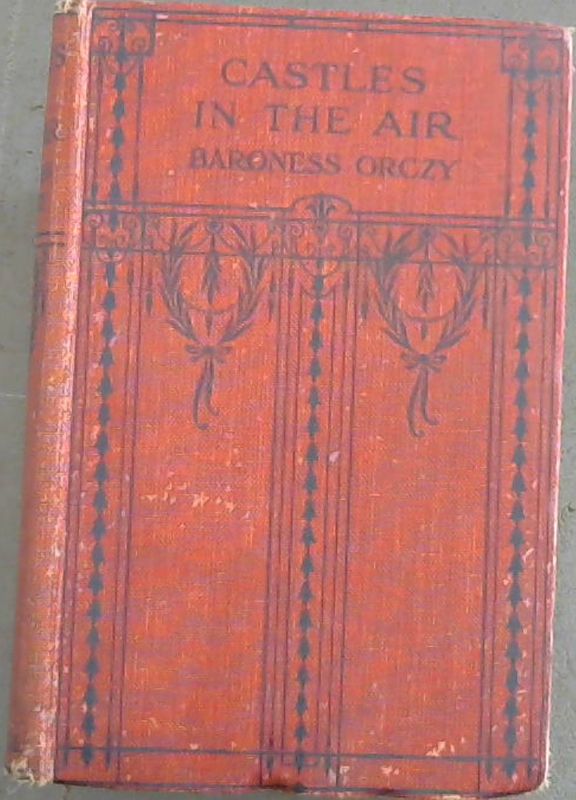 CASTLES
IN THE AIR
BARONESS ORCZY